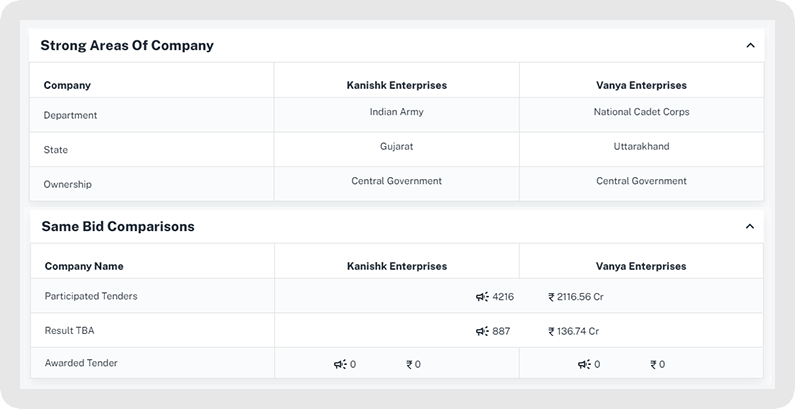 Strong Areas Of Company
Company Kanishk Enterprises Vanya Enterprises
Department Indian Army National Cadet Corps
State Gujarat Uttarakhand
Ownership Central Government Central Government
Same Bid Comparisons
Company Name Kanishk Enterprises Vanya Enterprises
Participated Tenders 4216 ₹ 2116.56 Cr
Result TBA 887 ₹ 136.74 Cr
Awarded Tender 0 ₹ 0 0 ₹ 0